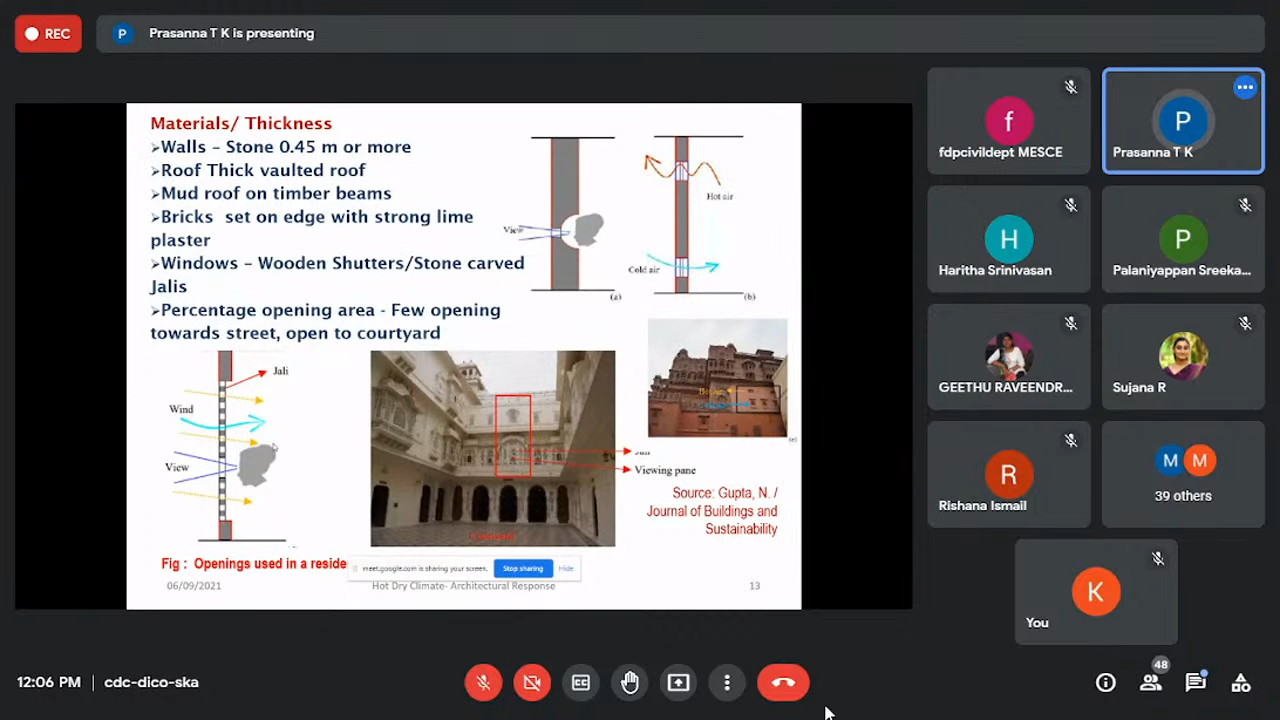 REC
P
Prasanna T K is presenting
Materials/ Thickness
➢Walls – Stone 0.45 m or more
➢Roof Thick vaulted roof
➢Mud roof on timber beams
➢Bricks set on edge with strong lime
plaster
➢Windows – Wooden Shutters/Stone carved
Jalis
➢Percentage opening area - Few opening
towards street, open to courtyard
View
(a)
Hot air
Cold air
(b)
Jali
Wind
View
Viewing pane
Source: Gupta, N. /
Journal of Buildings and
Sustainability
Fig : Openings used in a reside
meet.google.com is sharing your screen.
Stop sharing
Hide
06/09/2021
Hot Dry Climate- Architectural Response
13
f
fdpcivildept MESCE
P
Prasanna T K
H
Haritha Srinivasan
P
Palaniyappan Sreeka...
GEETHU RAVEENDR...
Sujana R
R
Rishana Ismail
M M
39 others
K
You
12:06 PM | cdc-dico-ska
CC
48